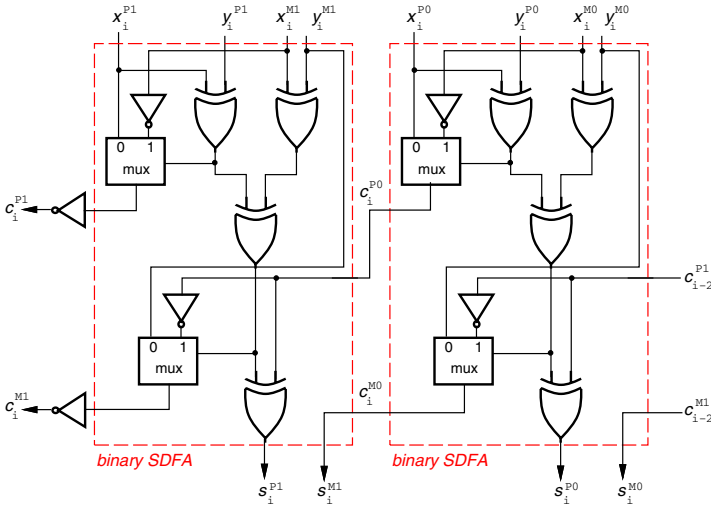 x_i^P1 y_i^P1 x_i^M1 y_i^M1 x_i^P0 y_i^P0 x_i^M0 y_i^M0
0 1 0 1
mux mux
c_i^P0
c_i^P1
c_{i-2}^P1
0 1 0 1
mux mux
c_i^M0
c_i^M1 c_{i-2}^M1
binary SDFA binary SDFA
s_i^P1 s_i^M1 s_i^P0 s_i^M0